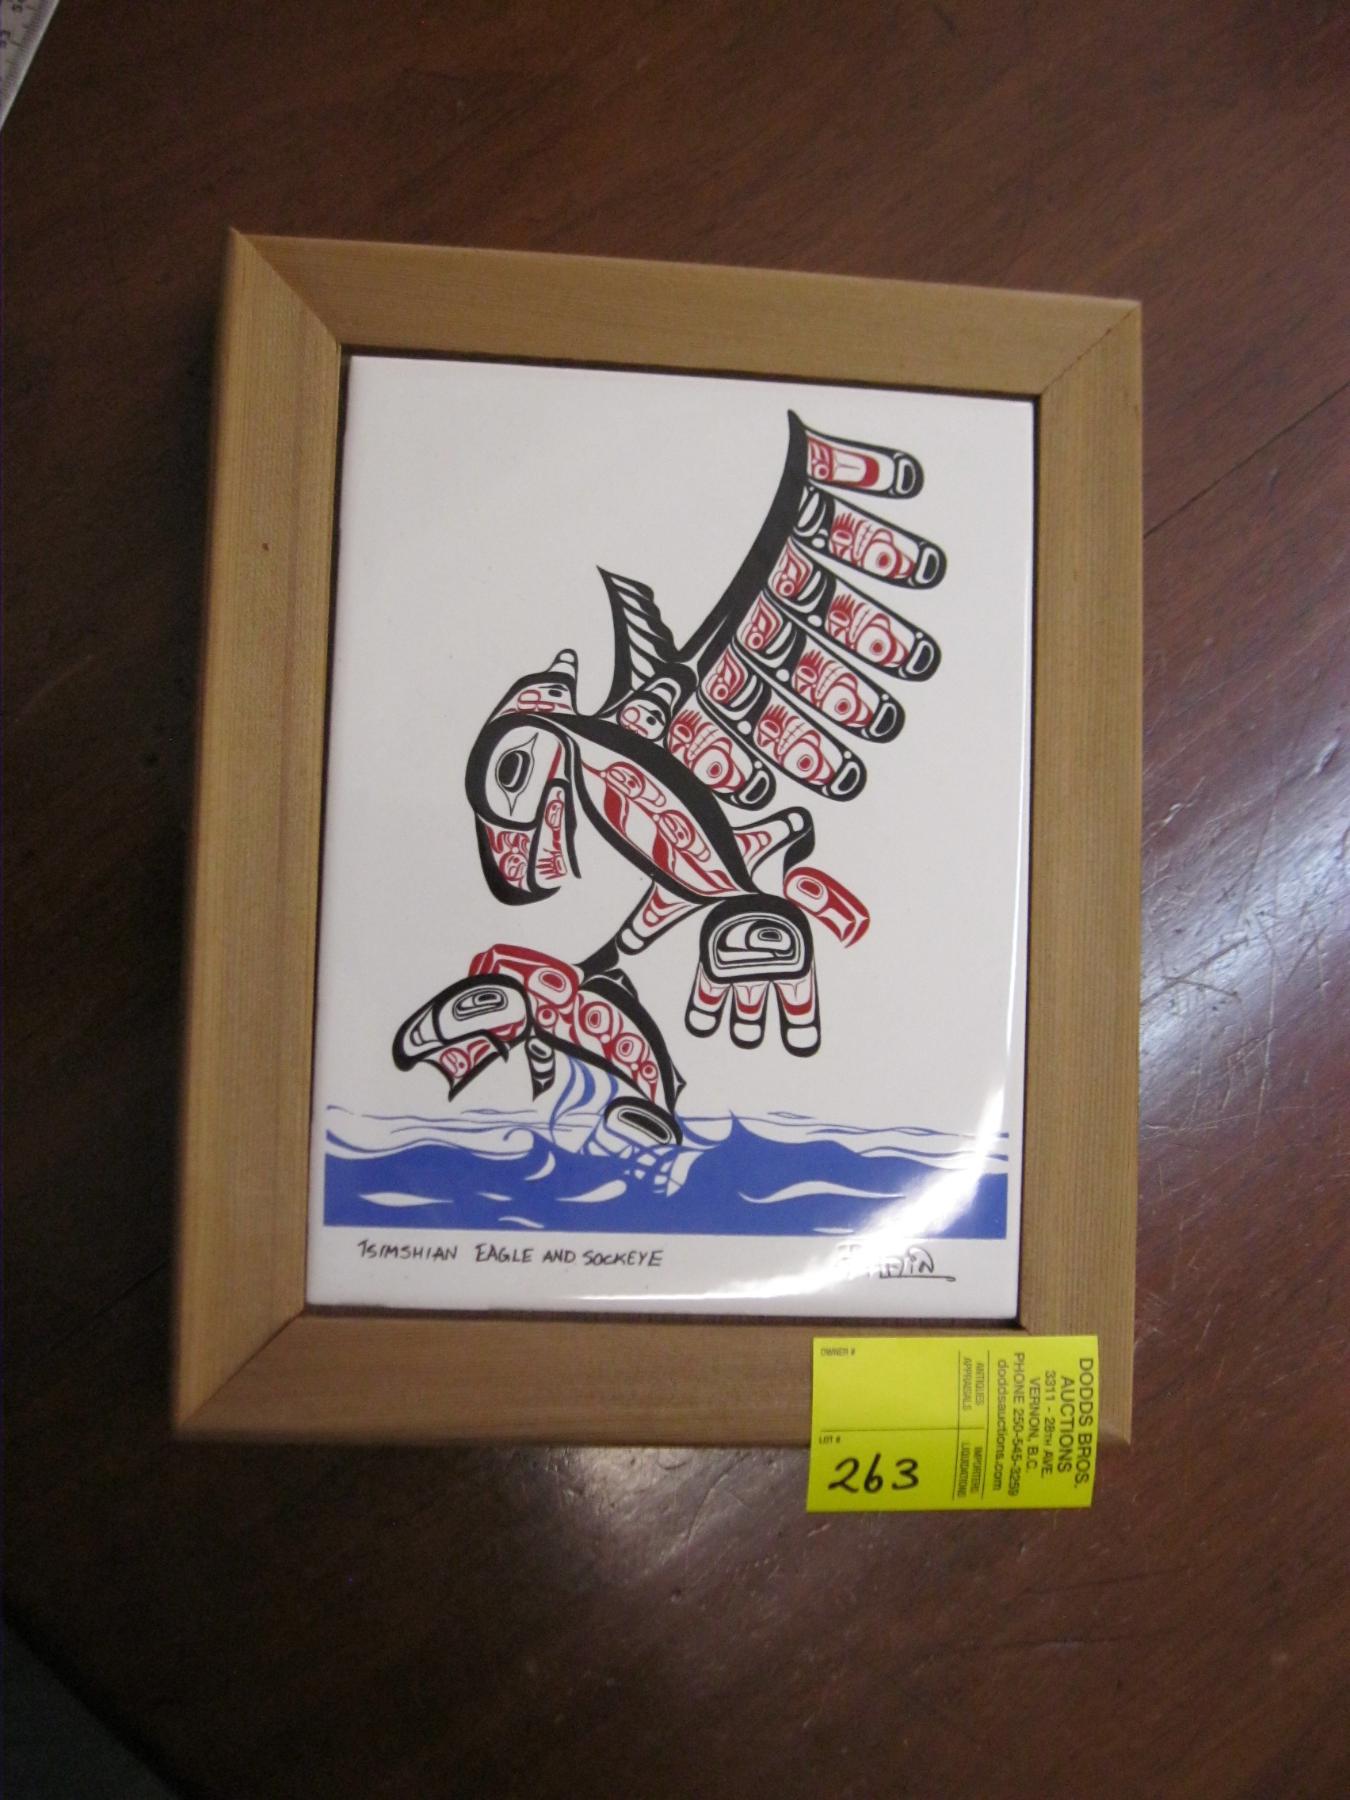 TSIMSHIAN EAGLE AND SOCKEYE
DODDS BROS.
AUCTIONS
3311 - 28TH AVE.
VERNON, B.C.
PHONE 250-545-3259
doddsauctions.com
ANTIQUES IMPORTERS
APPRAISALS LIQUIDATIONS
OWNER #
LOT #
263